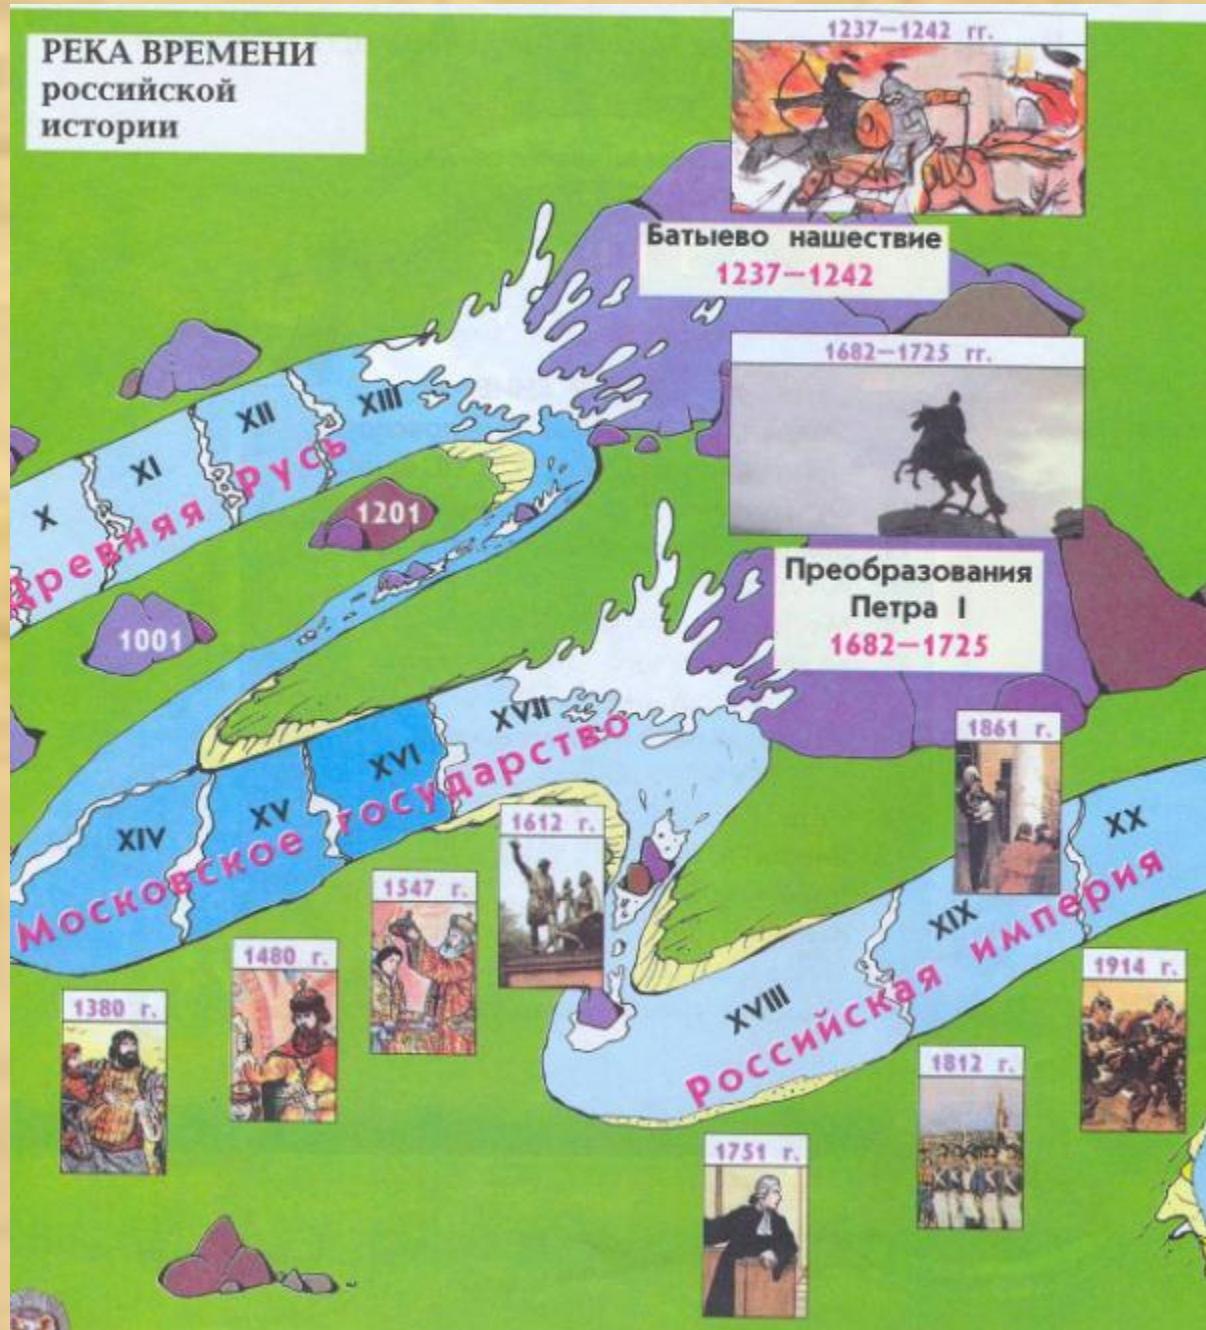 РЕКА ВРЕМЕНИ
российской
истории
1237—1242 гг.
Батыево нашествие
1237—1242
1682—1725 гг.
X
XI
XII
XIII
Древняя Русь
1201
1001
Преобразования
Петра I
1682—1725
XIV
XV
XVI
XVII
Московское государство
1861 г.
1612 г.
1547 г.
1480 г.
1380 г.
XVIII
XIX
XX
Российская империя
1914 г.
1812 г.
1751 г.